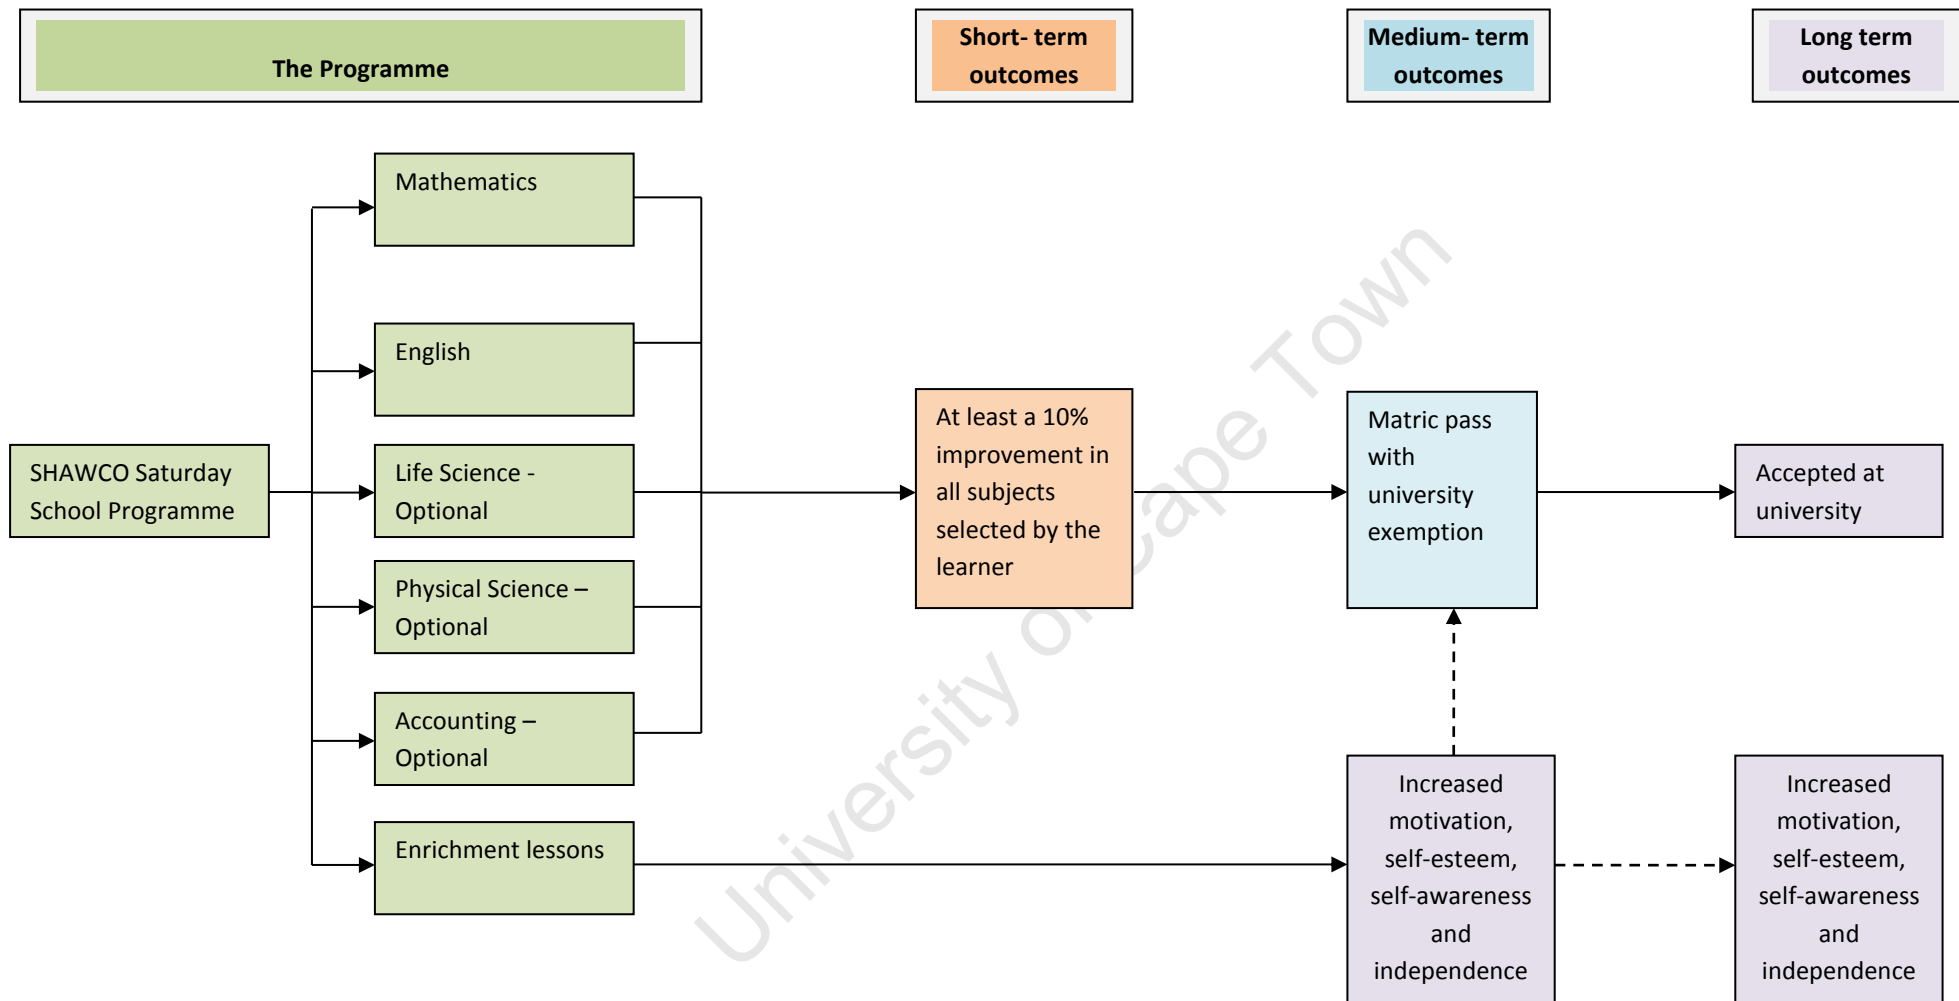 The Programme
Short- term
outcomes
Medium- term
outcomes
Long term
outcomes
SHAWCO Saturday
School Programme
Mathematics
English
Life Science -
Optional
Physical Science –
Optional
Accounting –
Optional
Enrichment lessons
At least a 10%
improvement in
all subjects
selected by the
learner
Matric pass
with
university
exemption
Accepted at
university
Increased
motivation,
self-esteem,
self-awareness
and
independence
Increased
motivation,
self-esteem,
self-awareness
and
independence
University of Cape Town